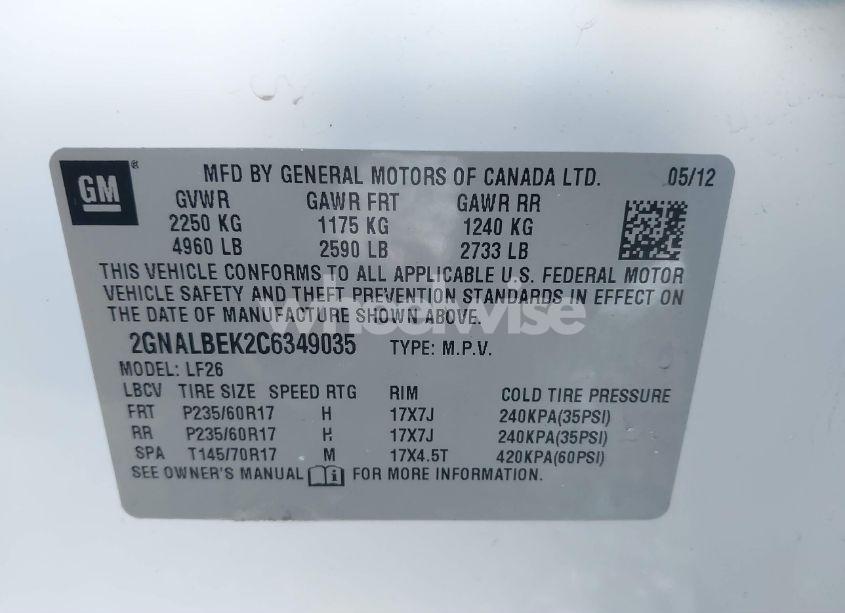 GM ®
MFD BY GENERAL MOTORS OF CANADA LTD. 05/12
GVWR GAWR FRT GAWR RR
2250 KG 1175 KG 1240 KG
4960 LB 2590 LB 2733 LB
THIS VEHICLE CONFORMS TO ALL APPLICABLE U.S. FEDERAL MOTOR
VEHICLE SAFETY AND THEFT PREVENTION STANDARDS IN EFFECT ON
THE DATE OF MANUFACTURE SHOWN ABOVE.
wheelwise
2GNALBEK2C6349035 TYPE: M.P.V.
MODEL: LF26
LBCV TIRE SIZE SPEED RTG RIM COLD TIRE PRESSURE
FRT P235/60R17 H 17X7J 240KPA(35PSI)
RR P235/60R17 H 17X7J 240KPA(35PSI)
SPA T145/70R17 M 17X4.5T 420KPA(60PSI)
SEE OWNER'S MANUAL FOR MORE INFORMATION.